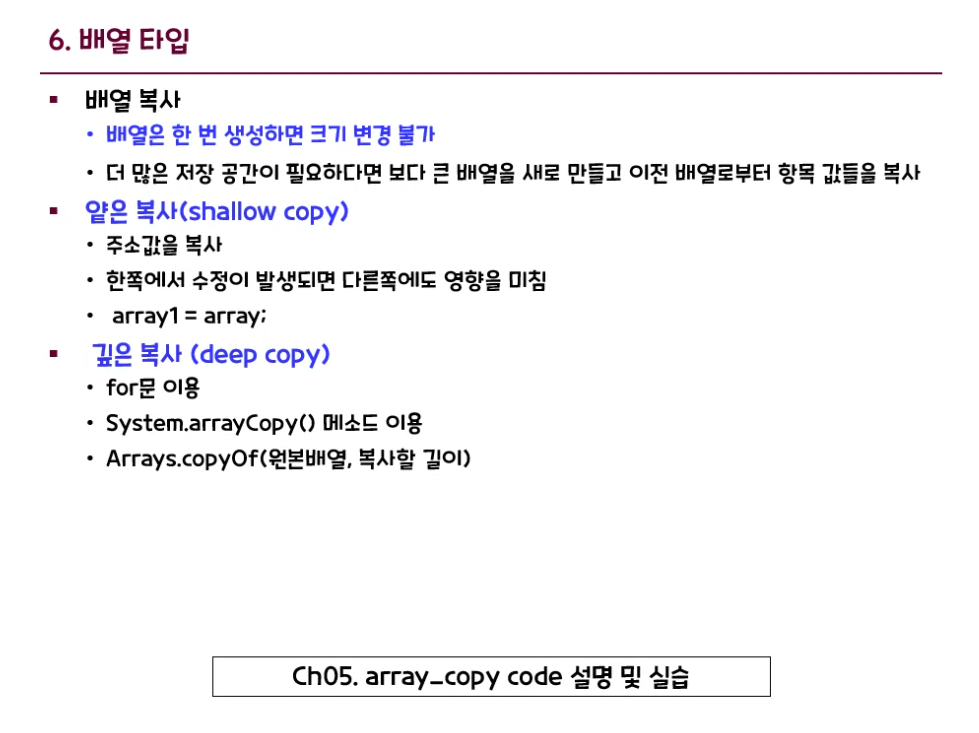 6. 배열 타입
▪ 배열 복사
• 배열은 한 번 생성하면 크기 변경 불가
• 더 많은 저장 공간이 필요하다면 보다 큰 배열을 새로 만들고 이전 배열로부터 항목 값들을 복사
▪ 얕은 복사(shallow copy)
• 주소값을 복사
• 한쪽에서 수정이 발생되면 다른쪽에도 영향을 미침
• array1 = array;
▪ 깊은 복사 (deep copy)
• for문 이용
• System.arrayCopy() 메소드 이용
• Arrays.copyOf(원본배열, 복사할 길이)
Ch05. array_copy code 설명 및 실습